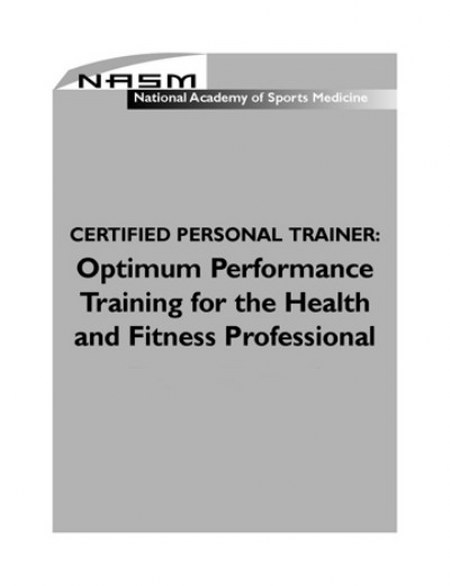 NASM
National Academy of Sports Medicine
CERTIFIED PERSONAL TRAINER:
Optimum Performance
Training for the Health
and Fitness Professional